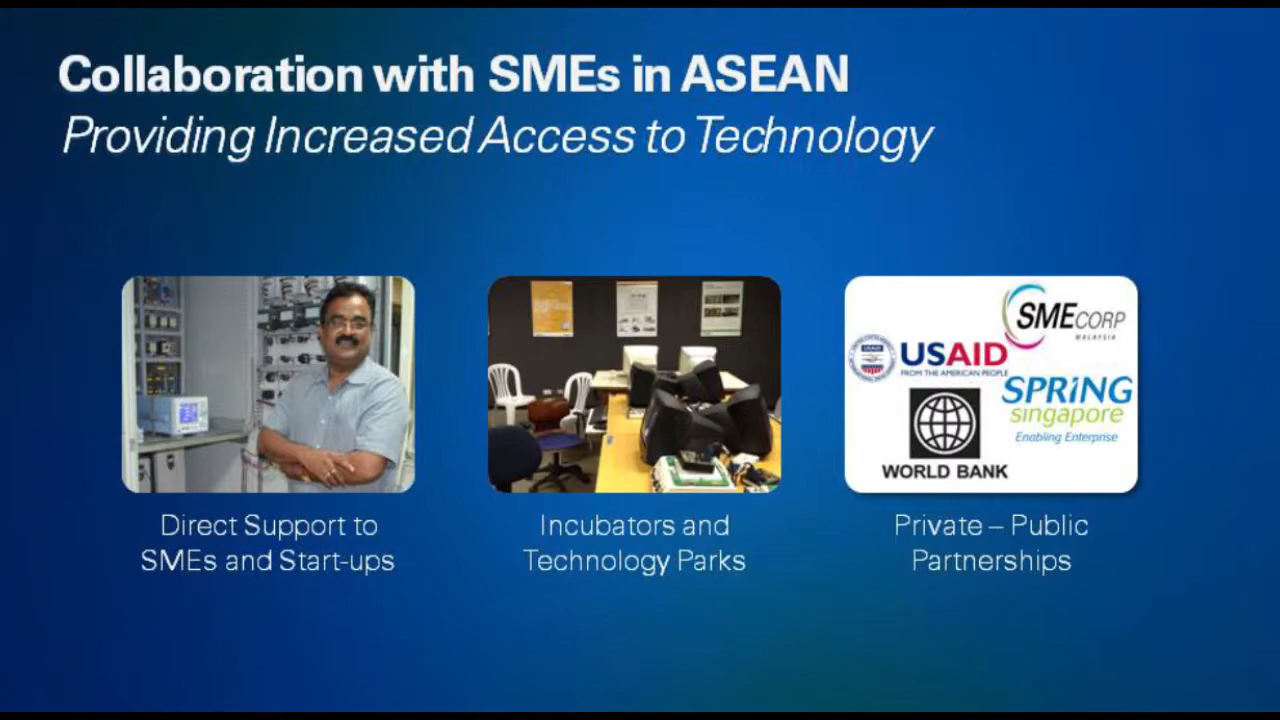 Collaboration with SMEs in ASEAN
Providing Increased Access to Technology
SMECORP
MALAYSIA
USAID
USAID
FROM THE AMERICAN PEOPLE
SPRING
singapore
Enabling Enterprise
WORLD BANK
Direct Support to
SMEs and Start-ups
Incubators and
Technology Parks
Private – Public
Partnerships